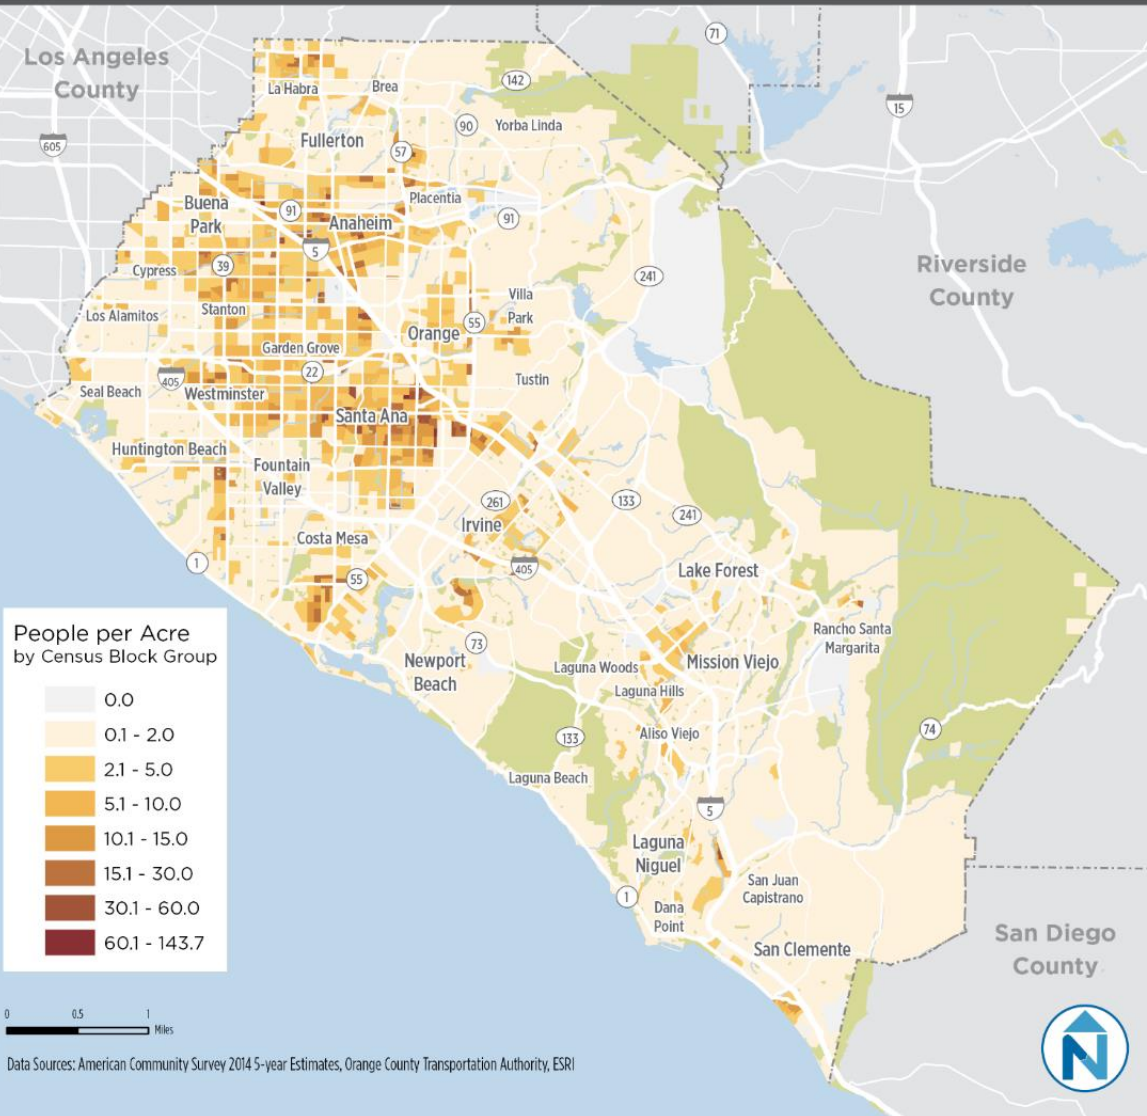 Los Angeles
County
605
La Habra
Brea
142
71
15
Fullerton
90
Yorba Linda
57
Buena
Park
91
Anaheim
Placentia
91
5
Cypress
39
241
Riverside
County
Los Alamitos
Stanton
Villa
Park
Orange
55
Garden Grove
22
405
Seal Beach
Westminster
Tustin
Santa Ana
Huntington Beach
Fountain
Valley
261
133
241
Irvine
Costa Mesa
1
55
405
Lake Forest
Rancho Santa
Margarita
73
Newport
Beach
Laguna Woods
Mission Viejo
Laguna Hills
133
Aliso Viejo
74
Laguna Beach
5
Laguna
Niguel
1
San Juan
Capistrano
Dana
Point
San Clemente
San Diego
County
People per Acre
by Census Block Group
0.0
0.1 - 2.0
2.1 - 5.0
5.1 - 10.0
10.1 - 15.0
15.1 - 30.0
30.1 - 60.0
60.1 - 143.7
0 0.5 1
Miles
N
Data Sources: American Community Survey 2014 5-year Estimates, Orange County Transportation Authority, ESRI